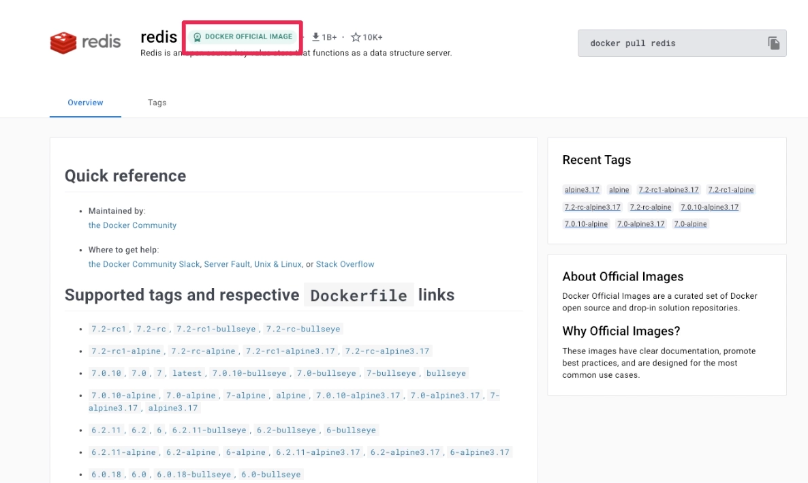 redis
redis DOCKER OFFICIAL IMAGE · 1B+ · 10K+
Redis is an open source key-value store that functions as a data structure server.
docker pull redis
Overview
Tags
Quick reference
• Maintained by:
the Docker Community
• Where to get help:
the Docker Community Slack, Server Fault, Unix & Linux, or Stack Overflow
Supported tags and respective Dockerfile links
• 7.2-rc1, 7.2-rc, 7.2-rc1-bullseye, 7.2-rc-bullseye
• 7.2-rc1-alpine, 7.2-rc-alpine, 7.2-rc1-alpine3.17, 7.2-rc-alpine3.17
• 7.0.10, 7.0, 7, latest, 7.0.10-bullseye, 7.0-bullseye, 7-bullseye, bullseye
• 7.0.10-alpine, 7.0-alpine, 7-alpine, alpine, 7.0.10-alpine3.17, 7.0-alpine3.17, 7-
alpine3.17, alpine3.17
• 6.2.11, 6.2, 6, 6.2.11-bullseye, 6.2-bullseye, 6-bullseye
• 6.2.11-alpine, 6.2-alpine, 6-alpine, 6.2.11-alpine3.17, 6.2-alpine3.17, 6-alpine3.17
• 6.0.18, 6.0, 6.0.18-bullseye, 6.0-bullseye
Recent Tags
alpine3.17 alpine 7.2-rc1-alpine3.17 7.2-rc1-alpine
7.2-rc-alpine3.17 7.2-rc-alpine 7.0.10-alpine3.17
7.0.10-alpine 7.0-alpine3.17 7.0-alpine
About Official Images
Docker Official Images are a curated set of Docker
open source and drop-in solution repositories.
Why Official Images?
These images have clear documentation, promote
best practices, and are designed for the most
common use cases.